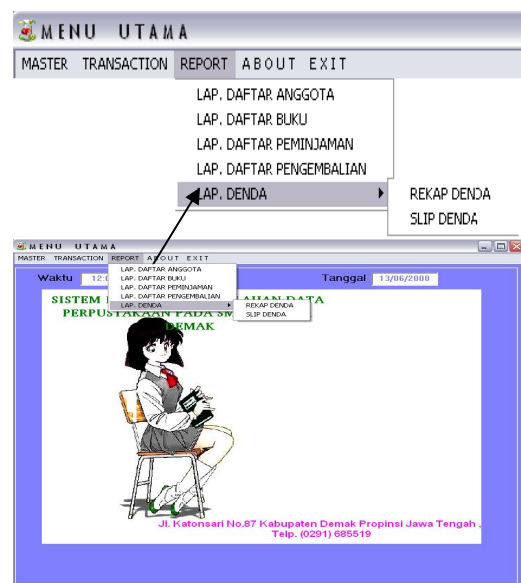 MENU UTAMA
MASTER TRANSACTION REPORT ABOUT EXIT
LAP. DAFTAR ANGGOTA
LAP. DAFTAR BUKU
LAP. DAFTAR PEMINJAMAN
LAP. DAFTAR PENGEMBALIAN
LAP. DENDA
REKAP DENDA
SLIP DENDA
MENU UTAMA
MASTER TRANSACTION REPORT ABOUT EXIT
Waktu 12:0
Tanggal 13/06/2008
LAP. DAFTAR ANGGOTA
LAP. DAFTAR BUKU
LAP. DAFTAR PEMINJAMAN
LAP. DAFTAR PENGEMBALIAN
LAP. DENDA
REKAP DENDA
SLIP DENDA
SISTEM DATA
PERPUSTAKAAN PADA
DEMAK
Jl. Katonsari No.87 Kabupaten Demak Propinsi Jawa Tengah ,
Telp. (0291) 685519